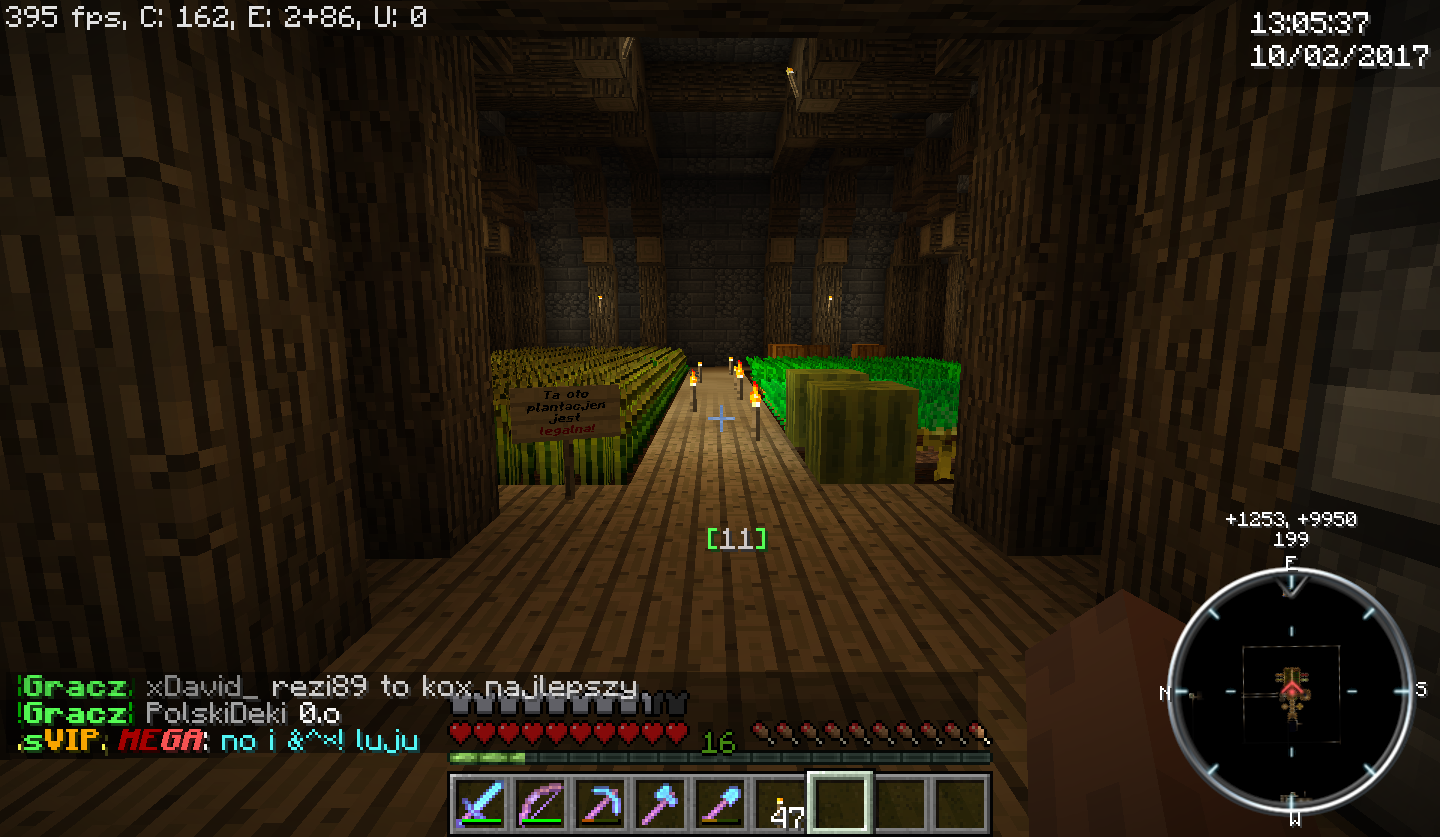 395 fps, C: 162, E: 2+86, U: 0
13:05:37
10/02/2017
Ta oto
plantacjen
jest
legalna!
[11]
+1253, +9950
199
E
N
S
W
[Gracz] xDavid_ rezi89 to kox najlepszy
[Gracz] PolskiDeki 0.o
[sVIP] MEGA: no i &^×! luju
16
47